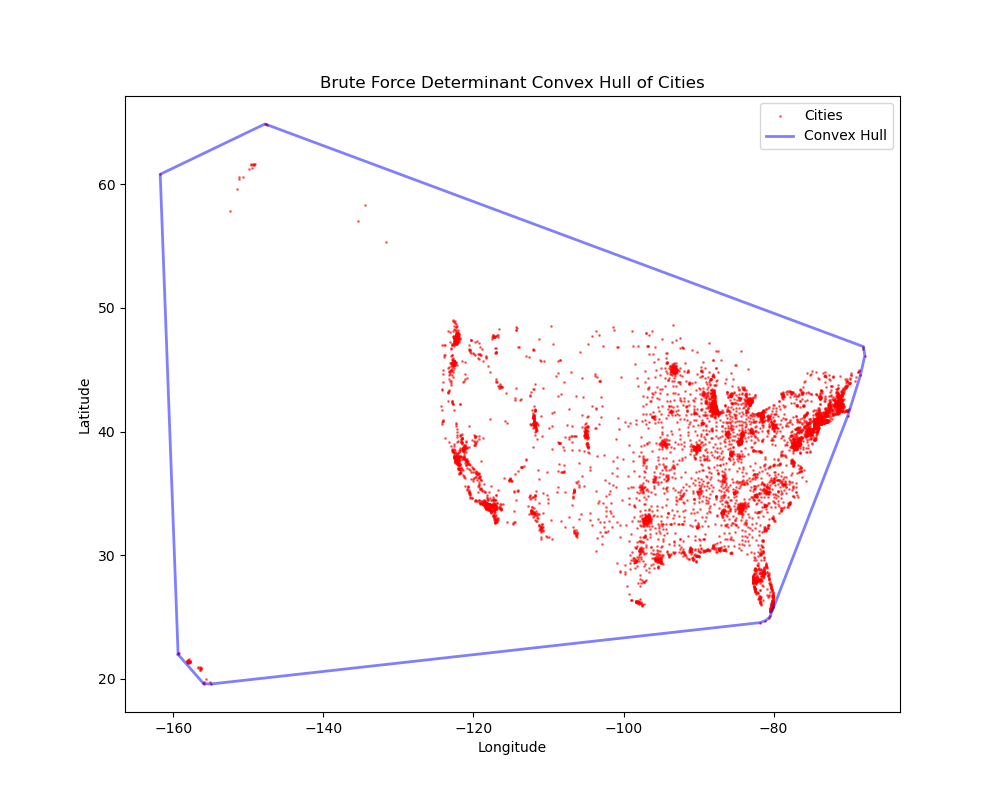 Brute Force Determinant Convex Hull of Cities
Cities
Convex Hull
60
50
40
30
20
−160
−140
−120
−100
−80
Latitude
Longitude